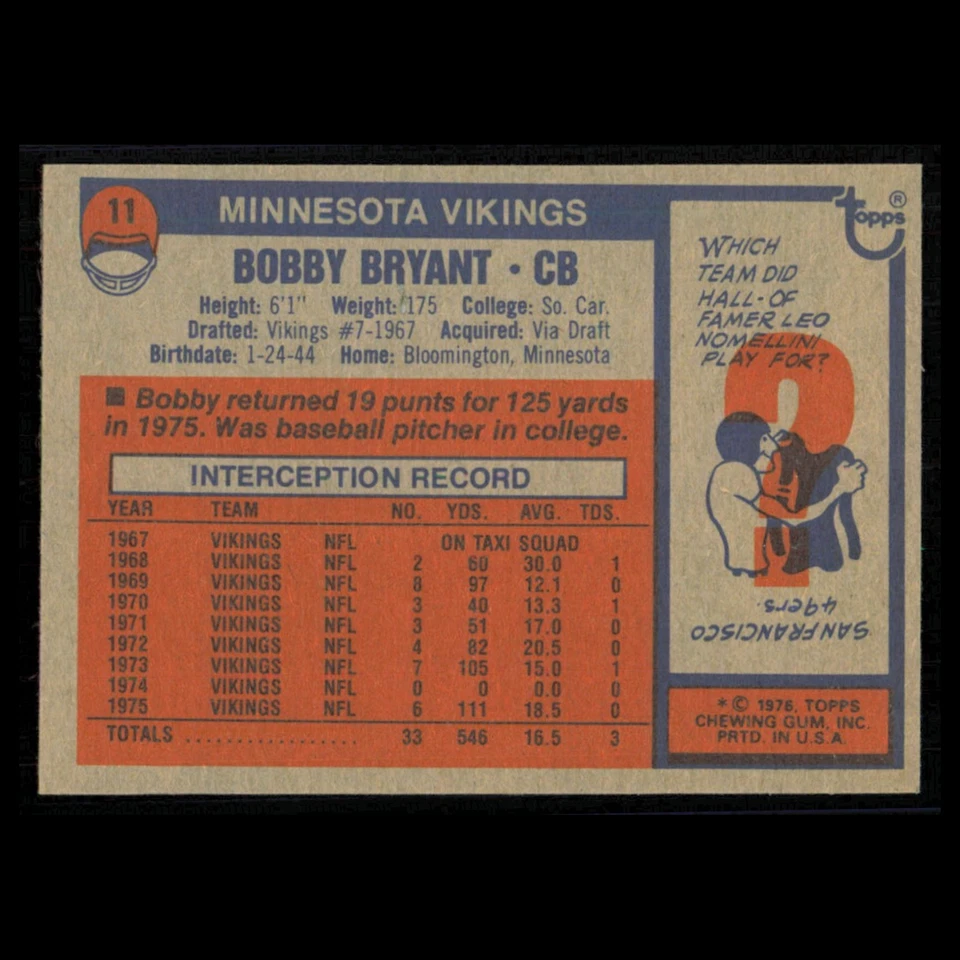 11
MINNESOTA VIKINGS
BOBBY BRYANT • CB
Height: 6'1" Weight: 175 College: So. Car.
Drafted: Vikings #7-1967 Acquired: Via Draft
Birthdate: 1-24-44 Home: Bloomington, Minnesota
■ Bobby returned 19 punts for 125 yards
in 1975. Was baseball pitcher in college.
INTERCEPTION RECORD
YEAR TEAM NO. YDS. AVG. TDS.
1967 VIKINGS NFL ON TAXI SQUAD
1968 VIKINGS NFL 2 60 30.0 1
1969 VIKINGS NFL 8 97 12.1 0
1970 VIKINGS NFL 3 40 13.3 1
1971 VIKINGS NFL 3 51 17.0 0
1972 VIKINGS NFL 4 82 20.5 0
1973 VIKINGS NFL 7 105 15.0 1
1974 VIKINGS NFL 0 0 0.0 0
1975 VIKINGS NFL 6 111 18.5 0
TOTALS .................. 33 546 16.5 3
topps ®
WHICH
TEAM DID
HALL-OF
FAMER LEO
NOMELLINI
PLAY FOR?
?
SAN FRANCISCO
49ers.
* © 1976, TOPPS
CHEWING GUM, INC.
PRTD. IN U.S.A.